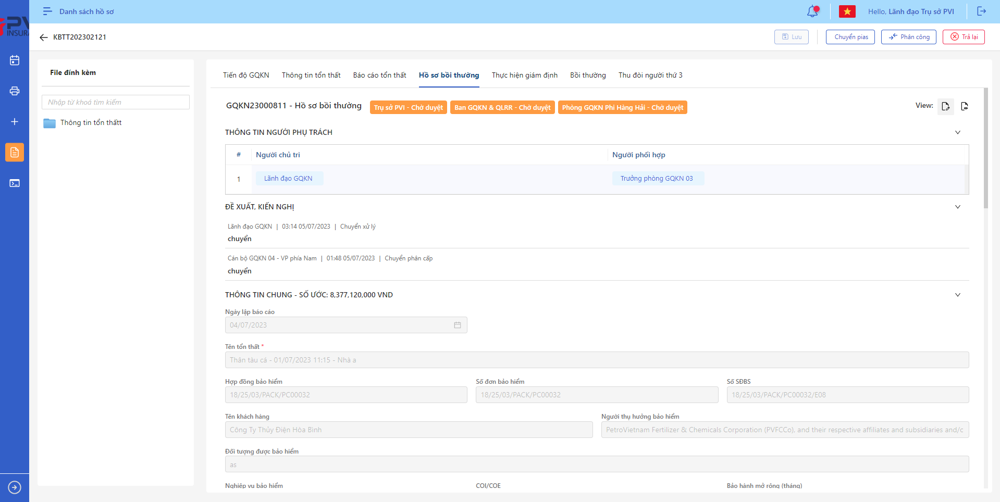 Danh sách hồ sơ
Hello, Lãnh đạo Trụ sở PVI
PV
INSURA
KBTT202302121
Lưu
Chuyển pias
Phân công
Trả lại
File đính kèm
Nhập từ khoá tìm kiếm
Thông tin tổn thấtt
Tiến độ GQKN
Thông tin tổn thất
Báo cáo tổn thất
Hồ sơ bồi thường
Thực hiện giám định
Bồi thường
Thu đòi người thứ 3
GQKN23000811 - Hồ sơ bồi thường
Trụ sở PVI - Chờ duyệt
Ban GQKN & QLRR - Chờ duyệt
Phòng GQKN Phi Hàng Hải - Chờ duyệt
View:
THÔNG TIN NGƯỜI PHỤ TRÁCH
# Người chủ trì Người phối hợp
1 Lãnh đạo GQKN Trưởng phòng GQKN 03
ĐỀ XUẤT, KIẾN NGHỊ
Lãnh đạo GQKN | 03:14 05/07/2023 | Chuyển xử lý
chuyển
Cán bộ GQKN 04 - VP phía Nam | 01:48 05/07/2023 | Chuyển phân cấp
chuyển
THÔNG TIN CHUNG - SỐ ƯỚC: 8,377,120,000 VND
Ngày lập báo cáo
04/07/2023
Tên tổn thất *
Thân tàu cá - 01/07/2023 11:15 - Nhà a
Hợp đồng bảo hiểm Số đơn bảo hiểm Số SĐBS
18/25/03/PACK/PC00032 18/25/03/PACK/PC00032 18/25/03/PACK/PC00032/E08
Tên khách hàng Người thụ hưởng bảo hiểm
Công Ty Thủy Điện Hòa Bình PetroVietnam Fertilizer & Chemicals Corporation (PVFCCo), and their respective affiliates and subsidiaries and/c
Đối tượng được bảo hiểm
as
Nghiệp vụ bảo hiểm COI/COE Bảo hành mở rộng (tháng)